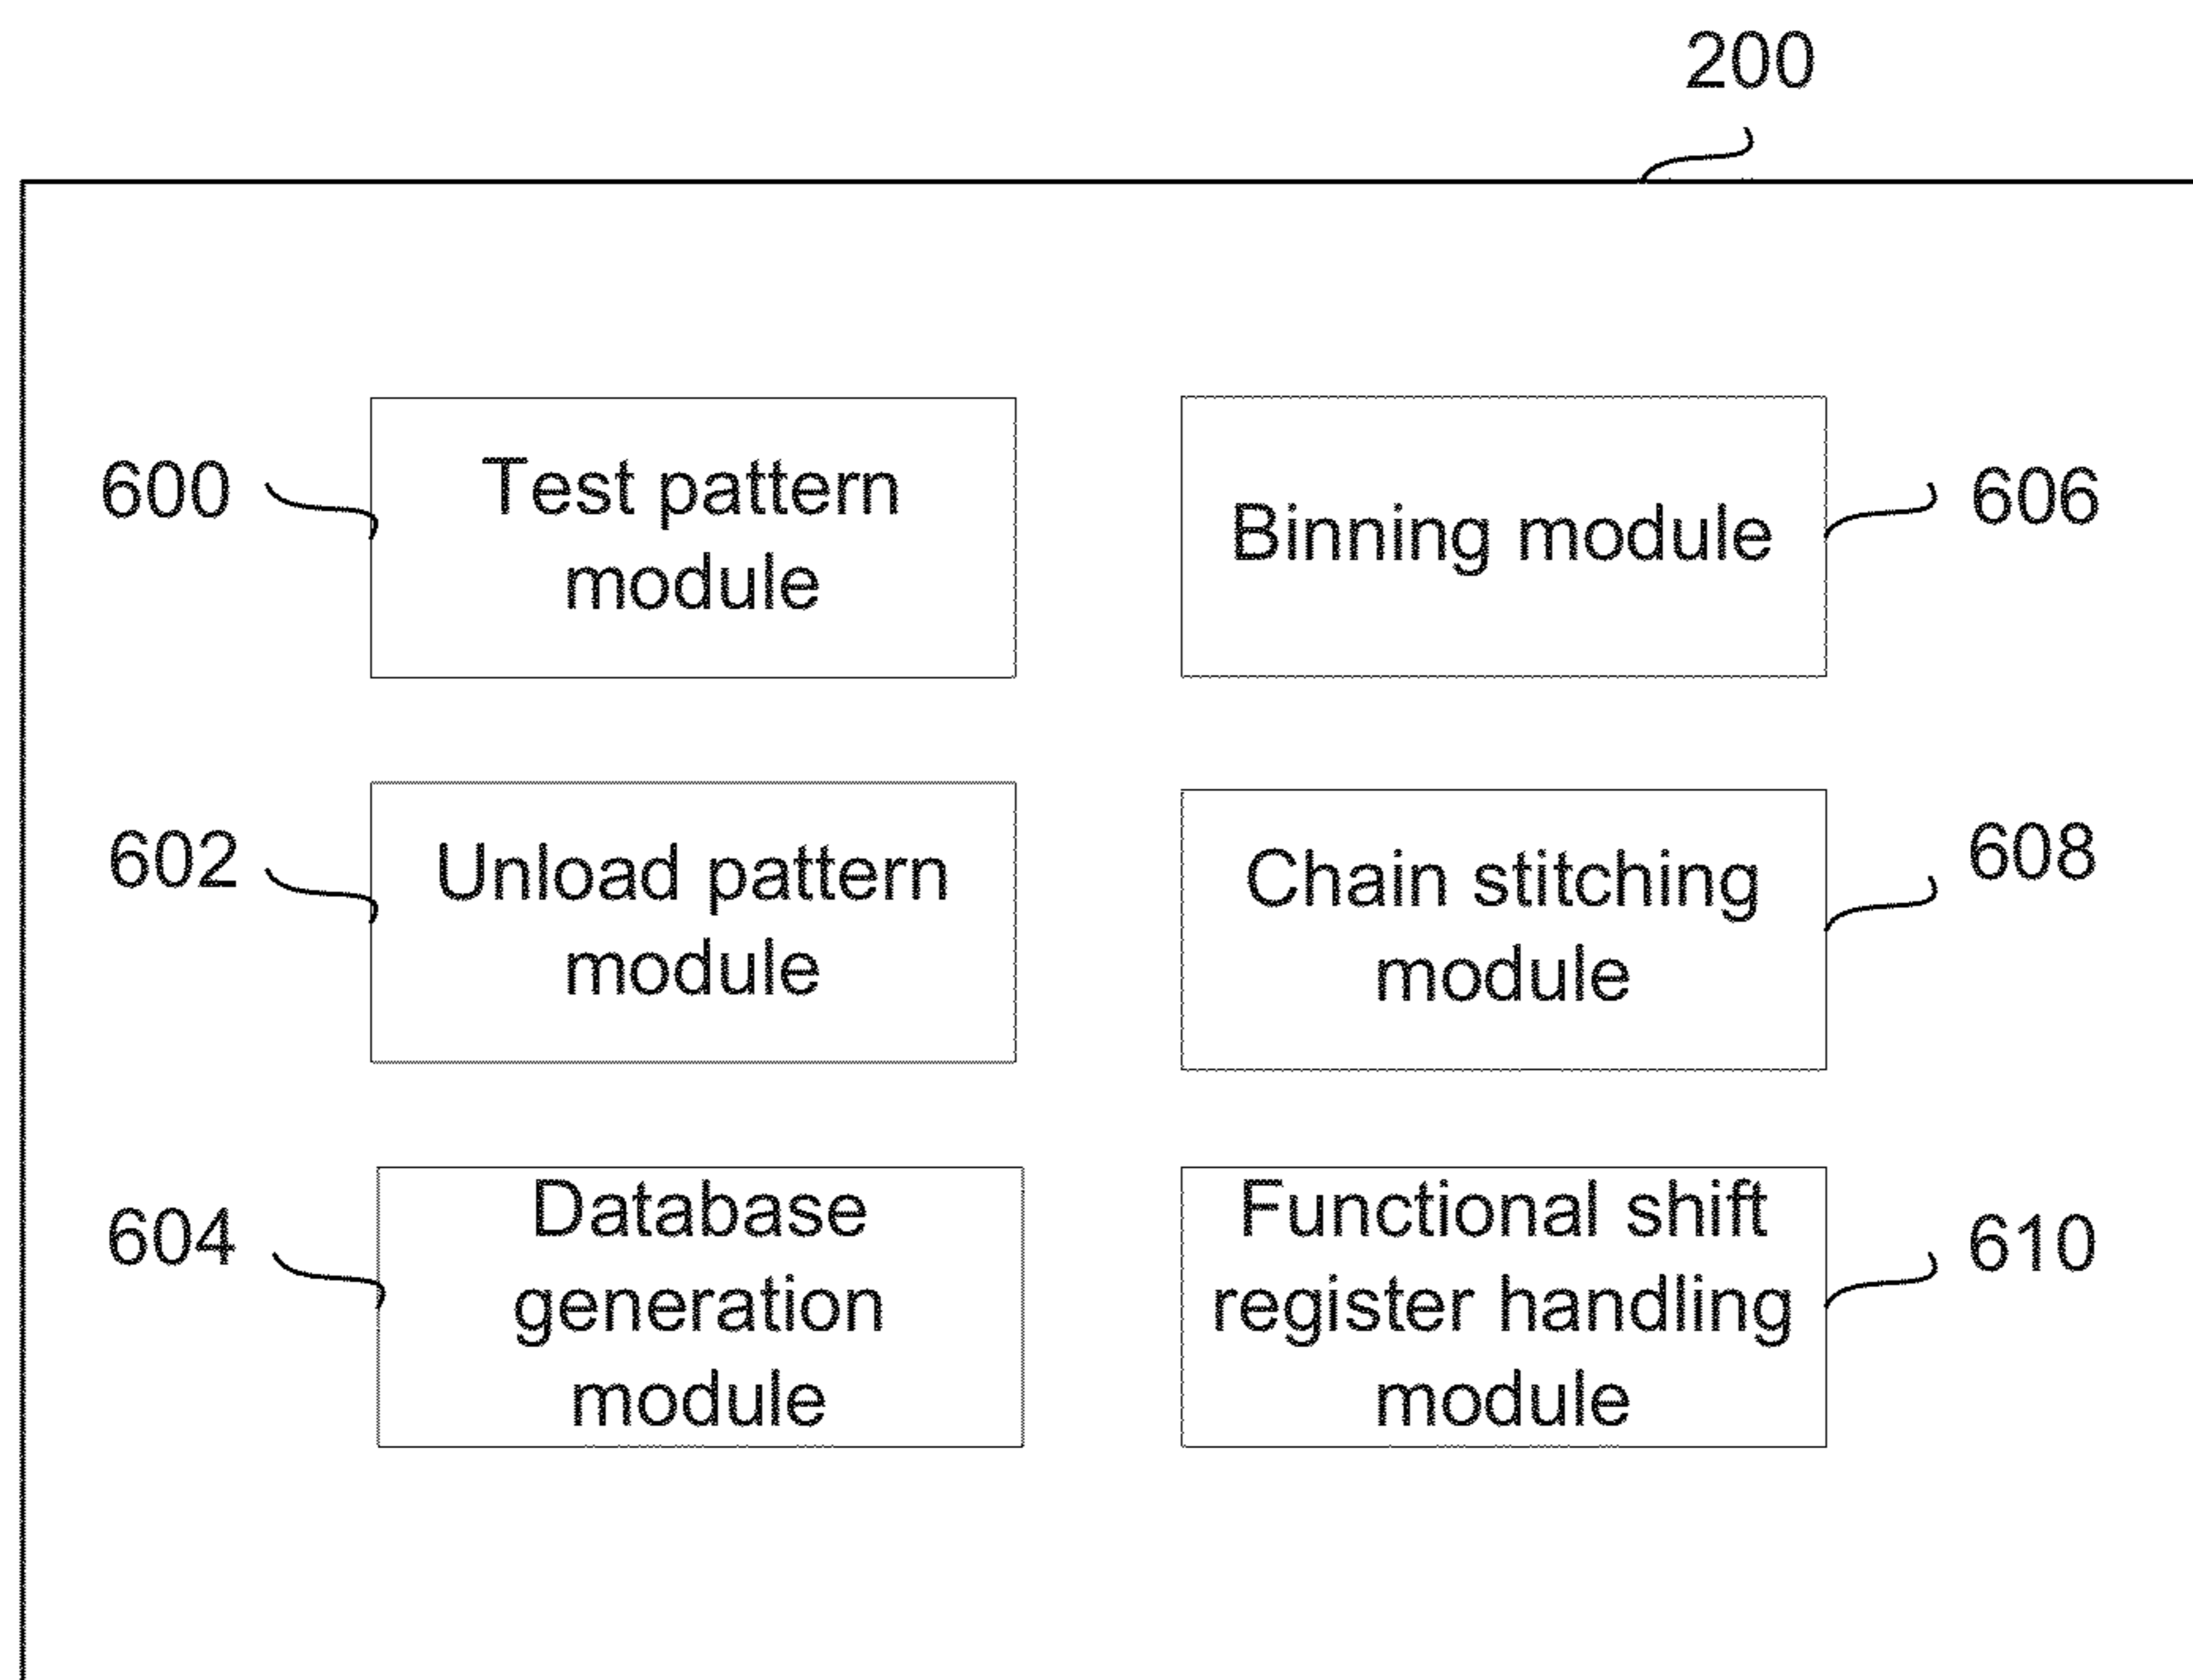 200
600
Test pattern
module
Binning module
606
602
Unload pattern
module
Chain stitching
module
608
604
Database
generation
module
Functional shift
register handling
module
610